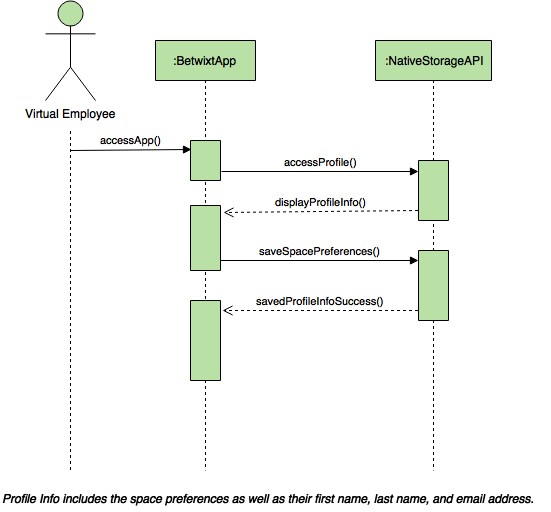 :BetwixtApp
:NativeStorageAPI
Virtual Employee
accessApp()
accessProfile()
displayProfileInfo()
saveSpacePreferences()
savedProfileInfoSuccess()
Profile Info includes the space preferences as well as their first name, last name, and email address.